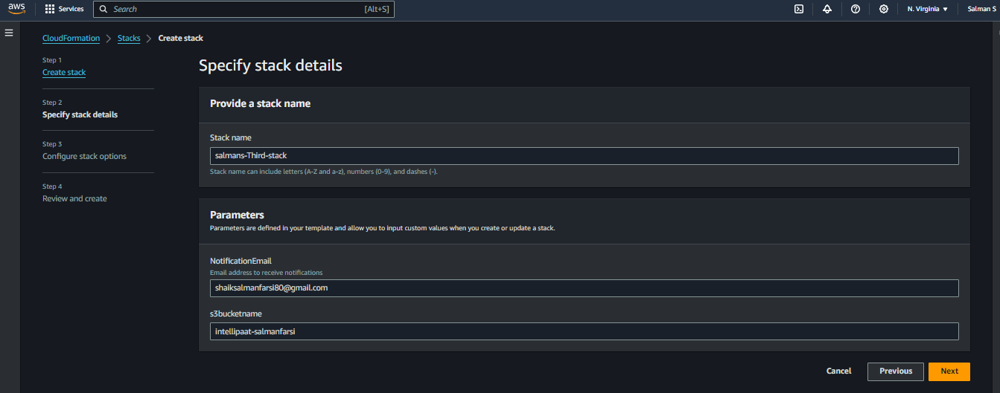 aws
Services
Search
[Alt+S]
N. Virginia
Salman S
CloudFormation
Stacks
Create stack
Step 1
Create stack
Step 2
Specify stack details
Step 3
Configure stack options
Step 4
Review and create
Specify stack details
Provide a stack name
Stack name
salmans-Third-stack
Stack name can include letters (A-Z and a-z), numbers (0-9), and dashes (-).
Parameters
Parameters are defined in your template and allow you to input custom values when you create or update a stack.
NotificationEmail
Email address to receive notifications
shaiksalmanfarsi80@gmail.com
s3bucketname
intellipaat-salmanfarsi
Cancel
Previous
Next